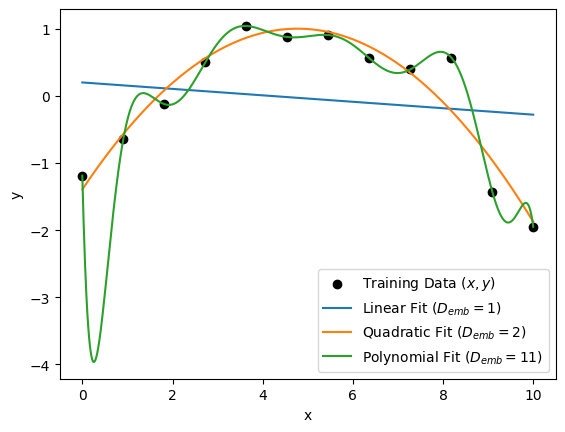 1
0
−1
−2
−3
−4
y
Training Data (x, y)
Linear Fit (D_emb = 1)
Quadratic Fit (D_emb = 2)
Polynomial Fit (D_emb = 11)
0 2 4 6 8 10
x